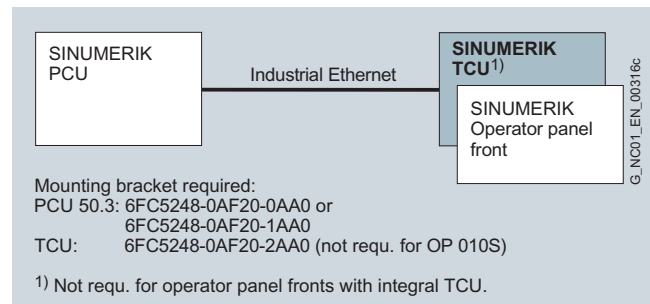 SINUMERIK
PCU
Industrial Ethernet
SINUMERIK
TCU1)
SINUMERIK
Operator panel
front
G_NC01_EN_00316c
Mounting bracket required:
PCU 50.3: 6FC5248-0AF20-0AA0 or
6FC5248-0AF20-1AA0
TCU: 6FC5248-0AF20-2AA0 (not requ. for OP 010S)
1) Not requ. for operator panel fronts with integral TCU.